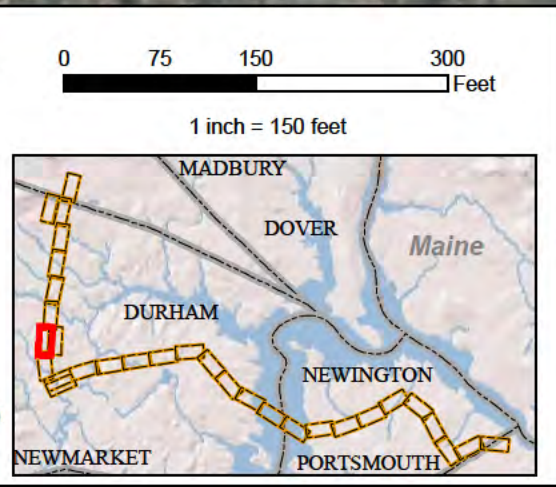 0 75 150 300
Feet
1 inch = 150 feet
MADBURY
DOVER
Maine
DURHAM
NEWINGTON
NEWMARKET
PORTSMOUTH